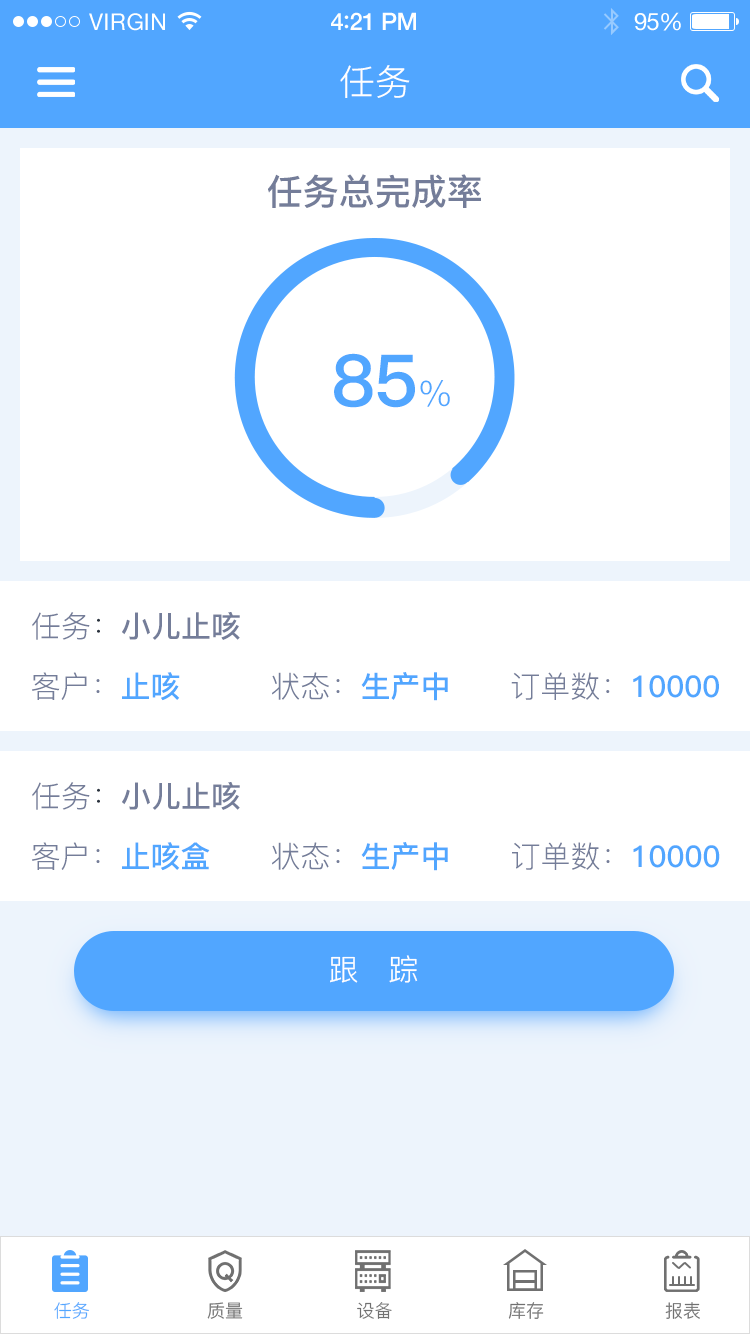 VIRGIN 4:21 PM 95%
任务
任务总完成率
85%
任务：小儿止咳
客户：止咳 状态：生产中 订单数：10000
任务：小儿止咳
客户：止咳盒 状态：生产中 订单数：10000
跟 踪
任务 质量 设备 库存 报表